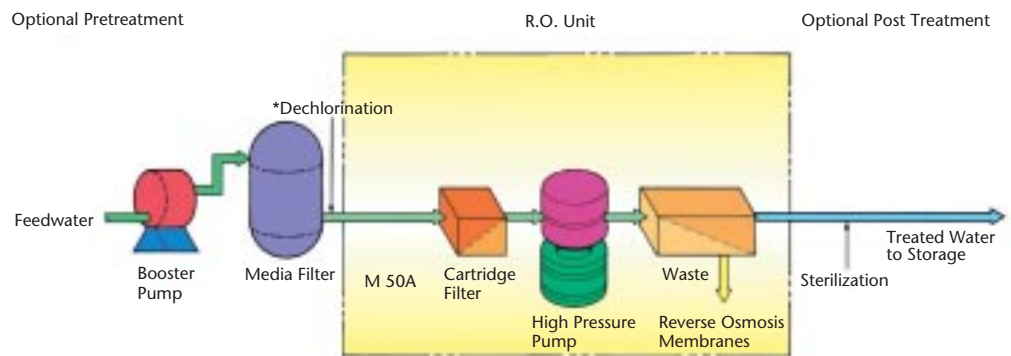 Optional Pretreatment
R.O. Unit
Optional Post Treatment
*Dechlorination
Feedwater
Booster
Pump
Media Filter
M 50A
Cartridge
Filter
High Pressure
Pump
Waste
Reverse Osmosis
Membranes
Sterilization
Treated Water
to Storage